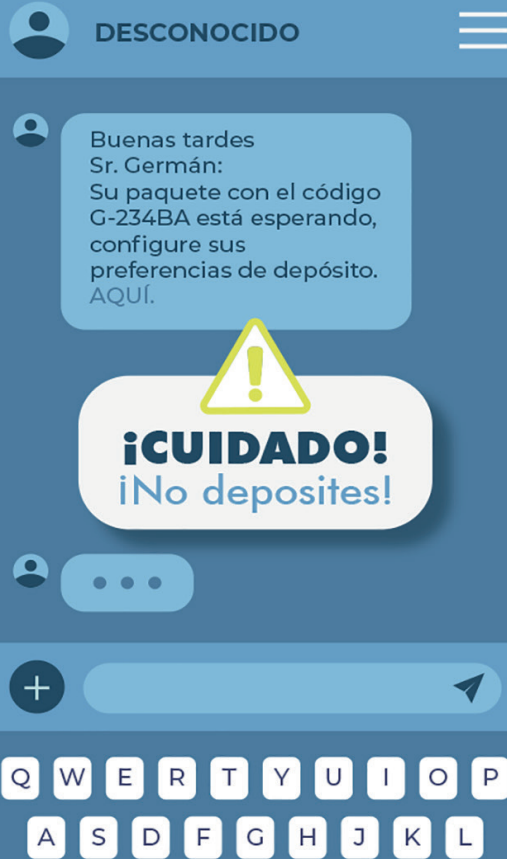 DESCONOCIDO
Buenas tardes
Sr. Germán:
Su paquete con el código
G-234BA está esperando,
configure sus
preferencias de depósito.
AQUÍ.
!
¡CUIDADO!
¡No deposites!
Q W E R T Y U I O P
A S D F G H J K L